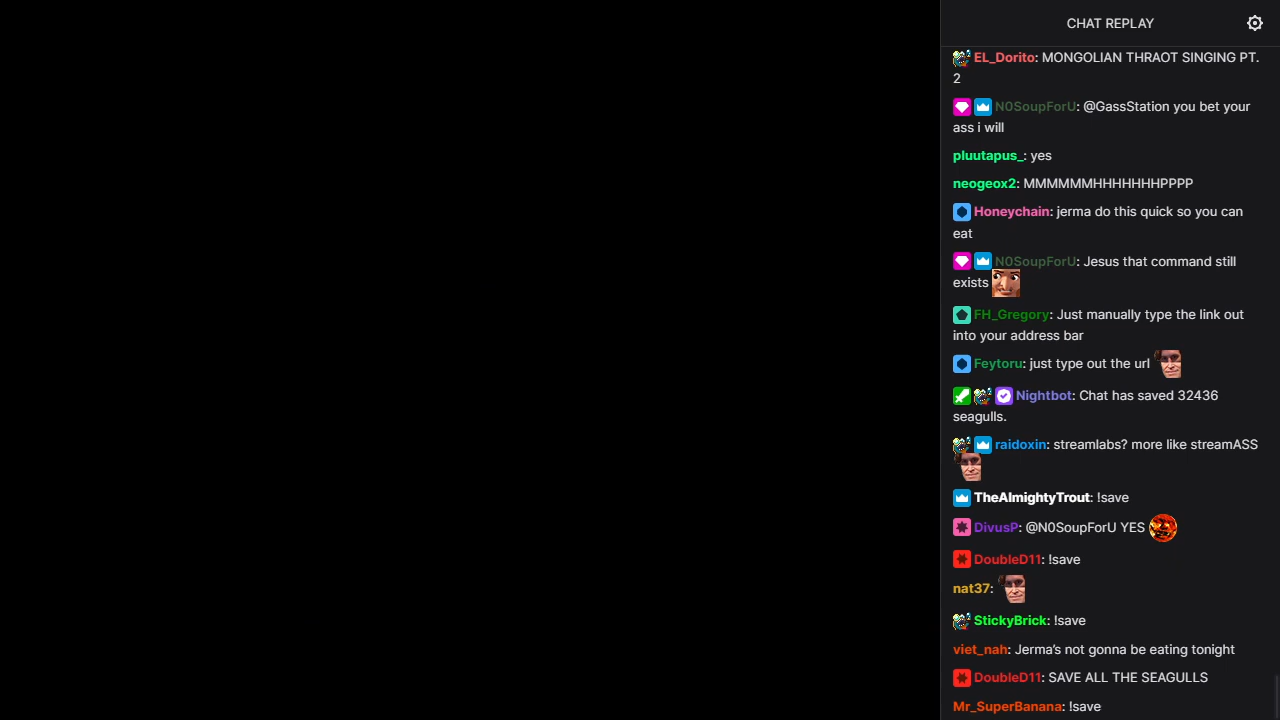 CHAT REPLAY
EL_Dorito: MONGOLIAN THRAOT SINGING PT.
2
N0SoupForU: @GassStation you bet your
ass i will
pluutapus_: yes
neogeox2: MMMMMMHHHHHHHPPPP
Honeychain: jerma do this quick so you can
eat
N0SoupForU: Jesus that command still
exists
FH_Gregory: Just manually type the link out
into your address bar
Feytoru: just type out the url
Nightbot: Chat has saved 32436
seagulls.
raidoxin: streamlabs? more like streamASS
TheAlmightyTrout: !save
DivusP: @N0SoupForU YES
DoubleD11: !save
nat37:
StickyBrick: !save
viet_nah: Jerma's not gonna be eating tonight
DoubleD11: SAVE ALL THE SEAGULLS
Mr_SuperBanana: !save